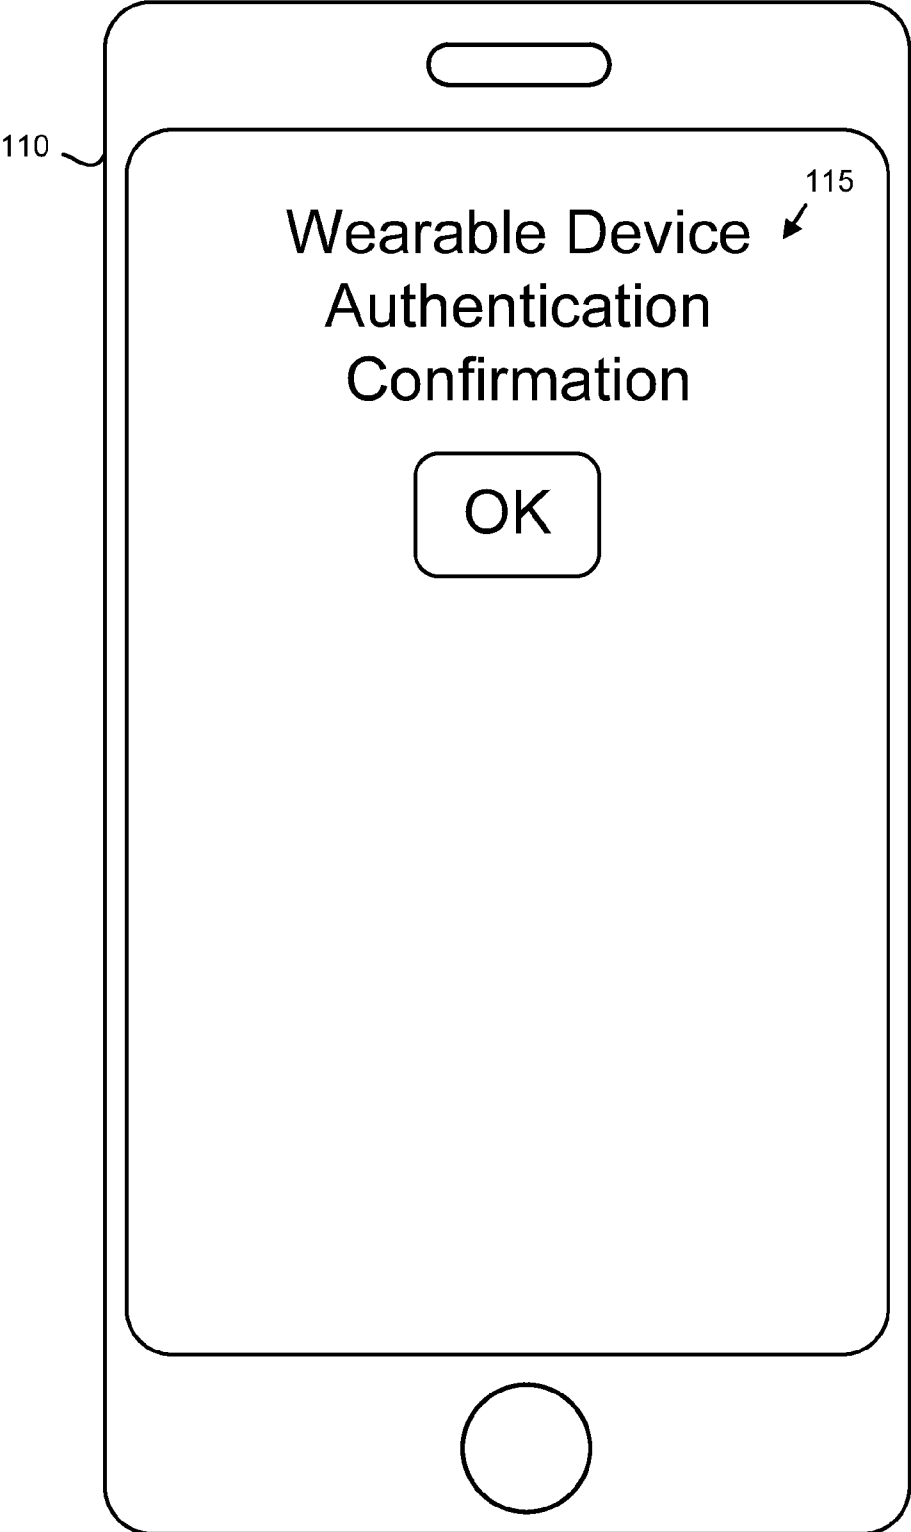 110
115
Wearable Device
Authentication
Confirmation
OK